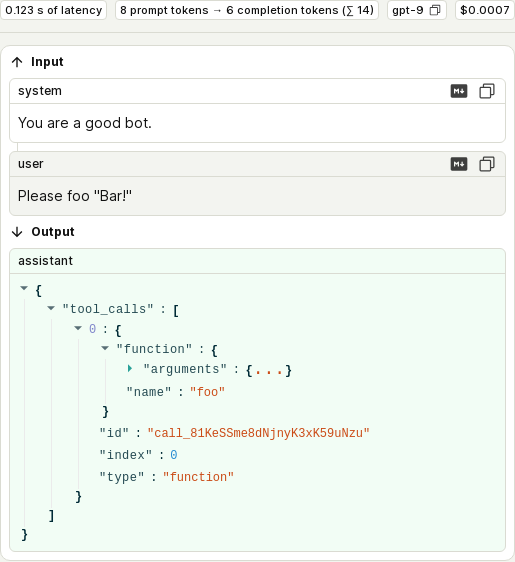 0.123 s of latency 8 prompt tokens → 6 completion tokens (∑ 14) gpt-9 $0.0007
Input
system
You are a good bot.
user
Please foo "Bar!"
Output
assistant
{
"tool_calls" : [
0 : {
"function" : {
"arguments" : {...}
"name" : "foo"
}
"id" : "call_81KeSSme8dNjnyK3xK59uNzu"
"index" : 0
"type" : "function"
}
]
}